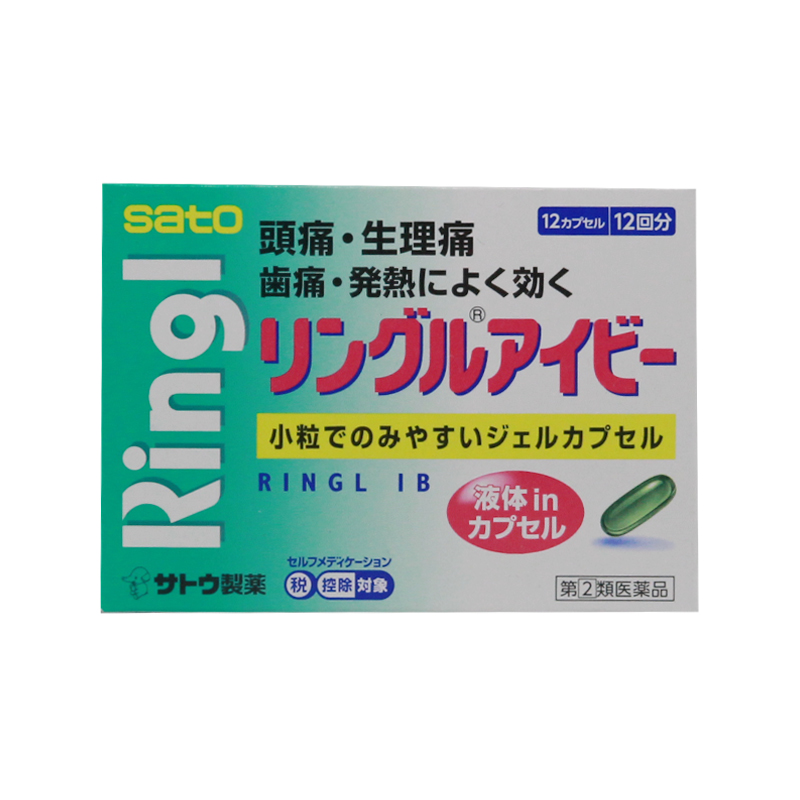 sato
Ringl
頭痛・生理痛
歯痛・発熱によく効く
12カプセル 12回分
リングルアイビー®
小粒でのみやすいジェルカプセル
RINGL IB
液体in
カプセル
サトウ製薬
セルフメディケーション
税 控除 対象
第②類医薬品